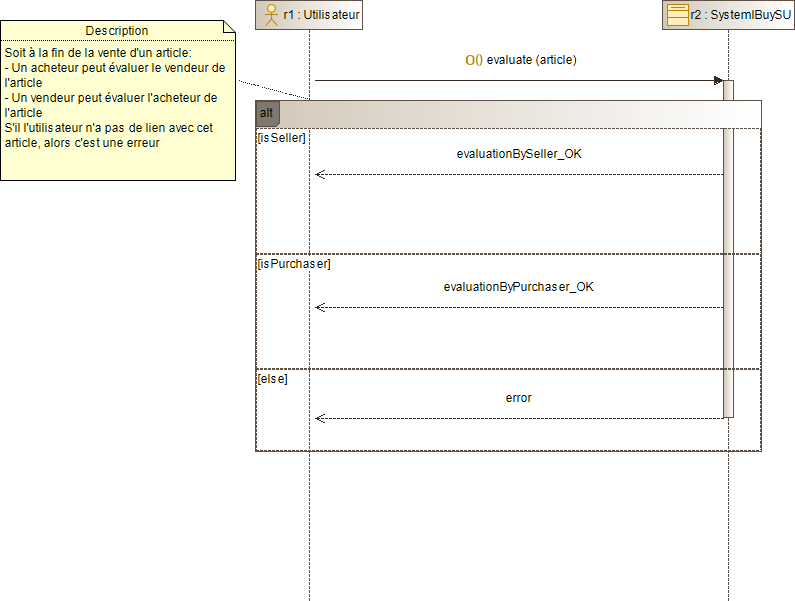 Description
Soit à la fin de la vente d'un article:
- Un acheteur peut évaluer le vendeur de
l'article
- Un vendeur peut évaluer l'acheteur de
l'article
S'il l'utilisateur n'a pas de lien avec cet
article, alors c'est une erreur
r1 : Utilisateur
r2 : SystemIBuySU
O() evaluate (article)
alt
[isSeller]
evaluationBySeller_OK
[isPurchaser]
evaluationByPurchaser_OK
[else]
error